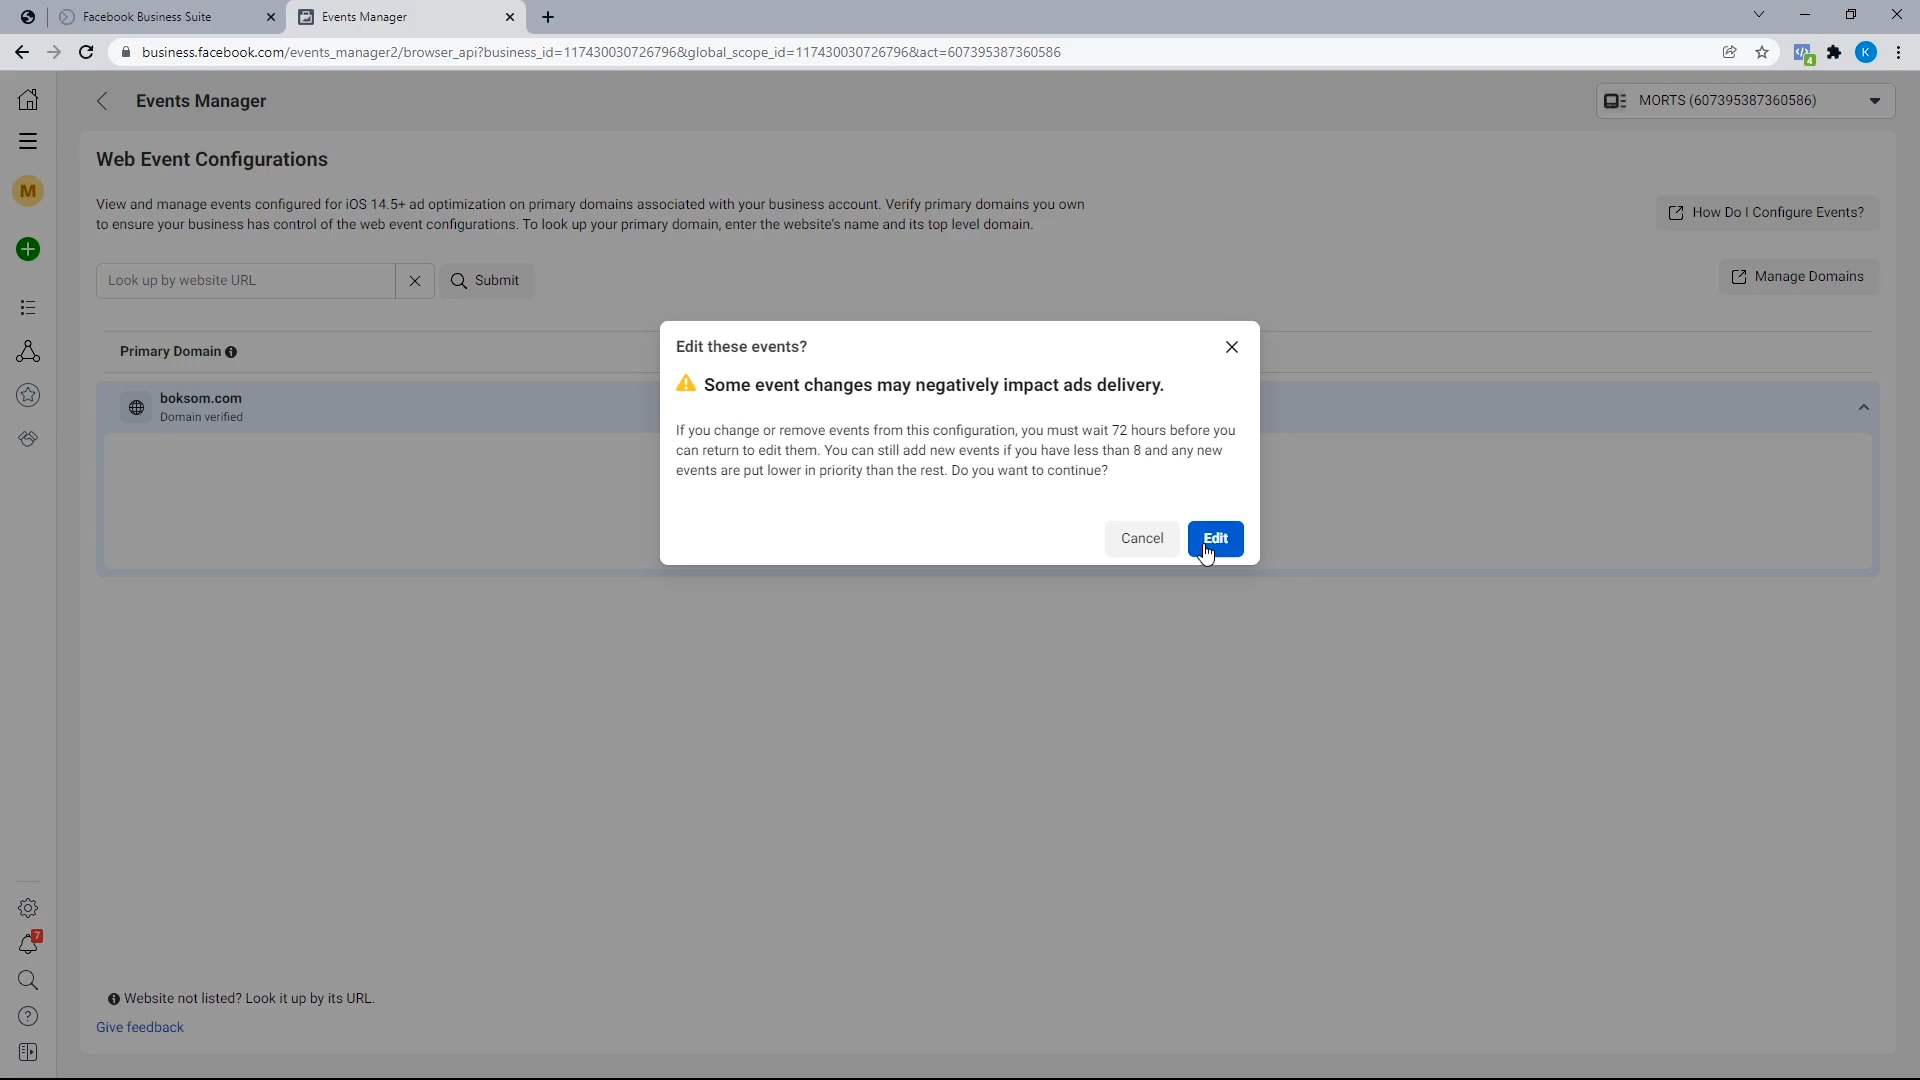 Facebook Business Suite
Events Manager
business.facebook.com/events_manager2/browser_api?business_id=117430030726796&global_scope_id=117430030726796&act=607395387360586
4
K
Events Manager
MORTS (607395387360586)
Web Event Configurations
M
View and manage events configured for iOS 14.5+ ad optimization on primary domains associated with your business account. Verify primary domains you own
to ensure your business has control of the web event configurations. To look up your primary domain, enter the website's name and its top level domain.
How Do I Configure Events?
Look up by website URL
Submit
Manage Domains
Primary Domain
boksom.com
Domain verified
Edit these events?
Some event changes may negatively impact ads delivery.
If you change or remove events from this configuration, you must wait 72 hours before you
can return to edit them. You can still add new events if you have less than 8 and any new
events are put lower in priority than the rest. Do you want to continue?
Cancel
Edit
7
Website not listed? Look it up by its URL.
Give feedback